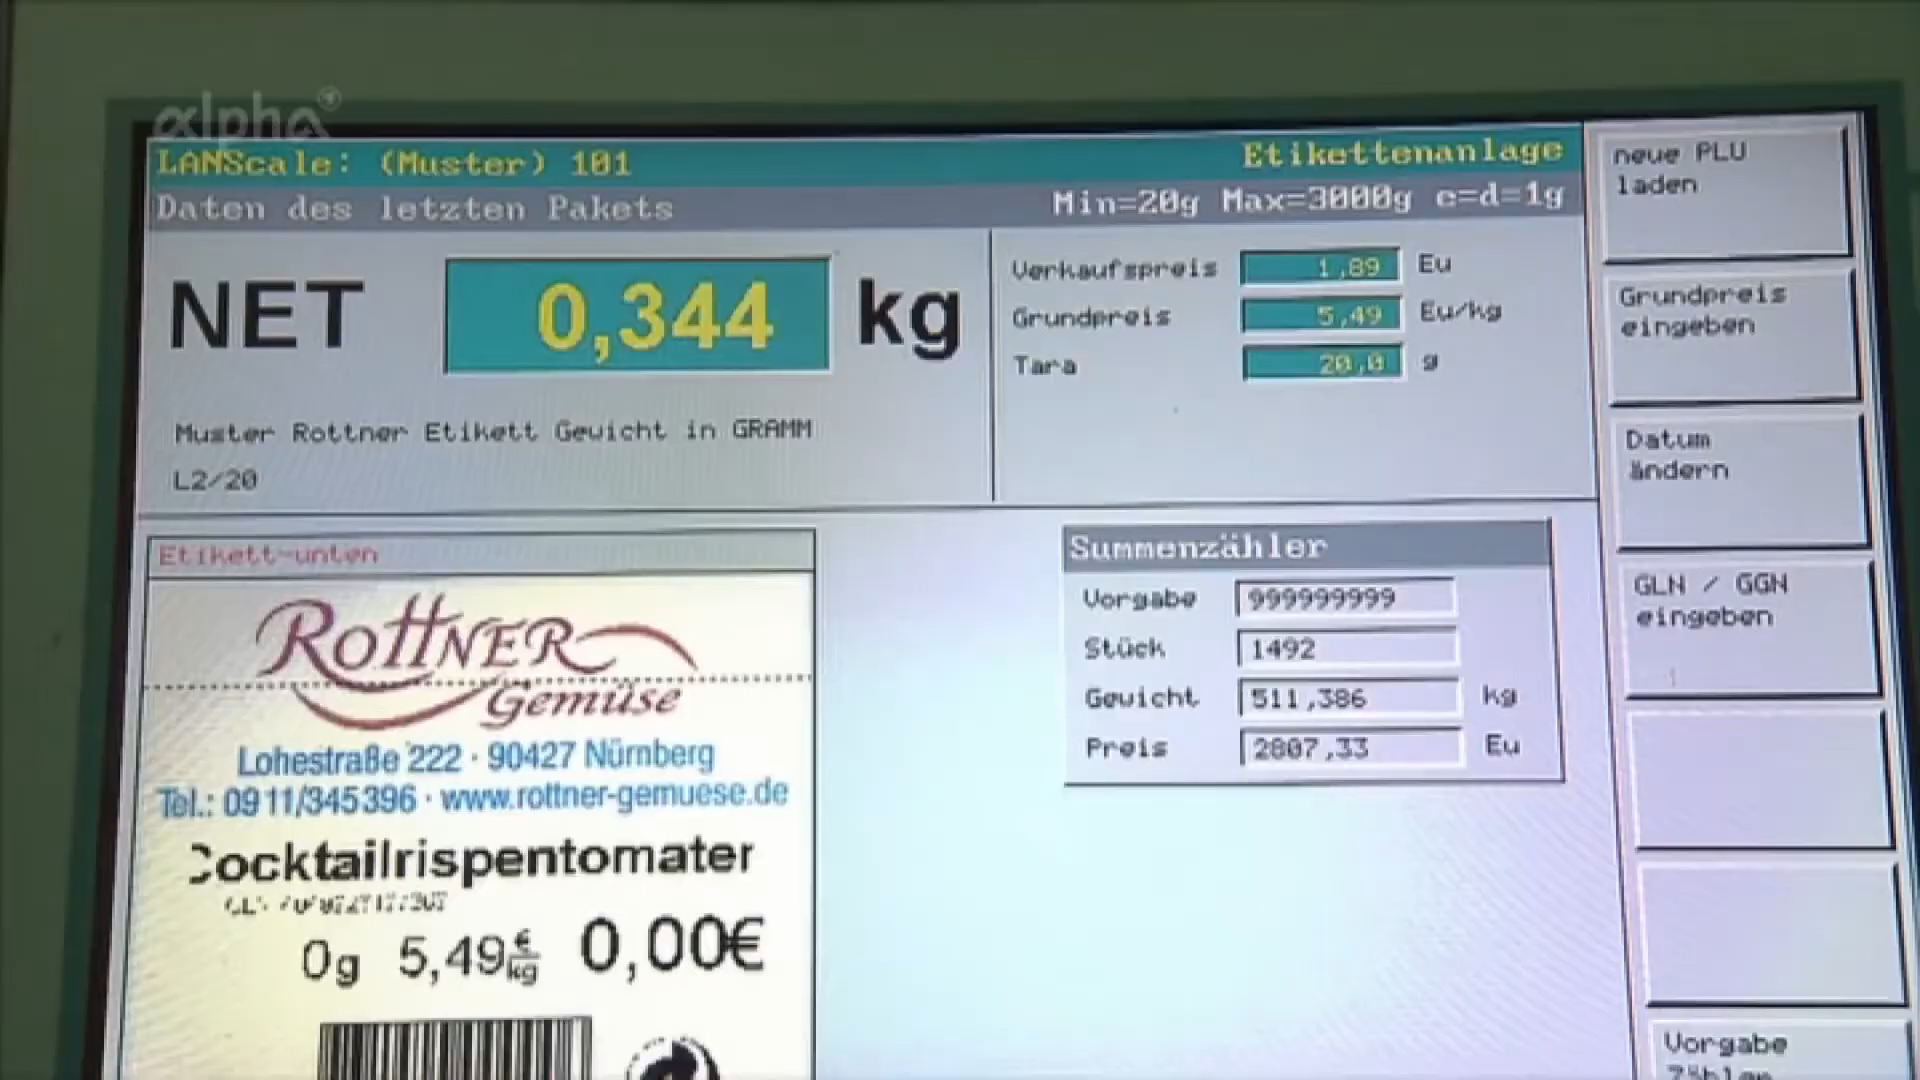 alpha
LANScale: (Muster) 101
Etikettenanlage
Daten des letzten Pakets
Min=20g Max=3000g e=d=1g
NET 0,344 kg
Verkaufspreis 1,89 Eu
Grundpreis 5,49 Eu/kg
Tara 20,0 g
Muster Rottner Etikett Gewicht in GRAMM
L2/20
Etikett-unten
ROTTNER
Gemüse
Lohestraße 222 · 90427 Nürnberg
Tel.: 09 11/345 396 · www.rottner-gemuese.de
Cocktailrispentomater
0g 5,49 €/kg 0,00€
Summenzähler
Vorgabe 999999999
Stück 1492
Gewicht 511,386 kg
Preis 2807,33 Eu
neue PLU
laden
Grundpreis
eingeben
Datum
ändern
GLN / GGN
eingeben
Vorgabe